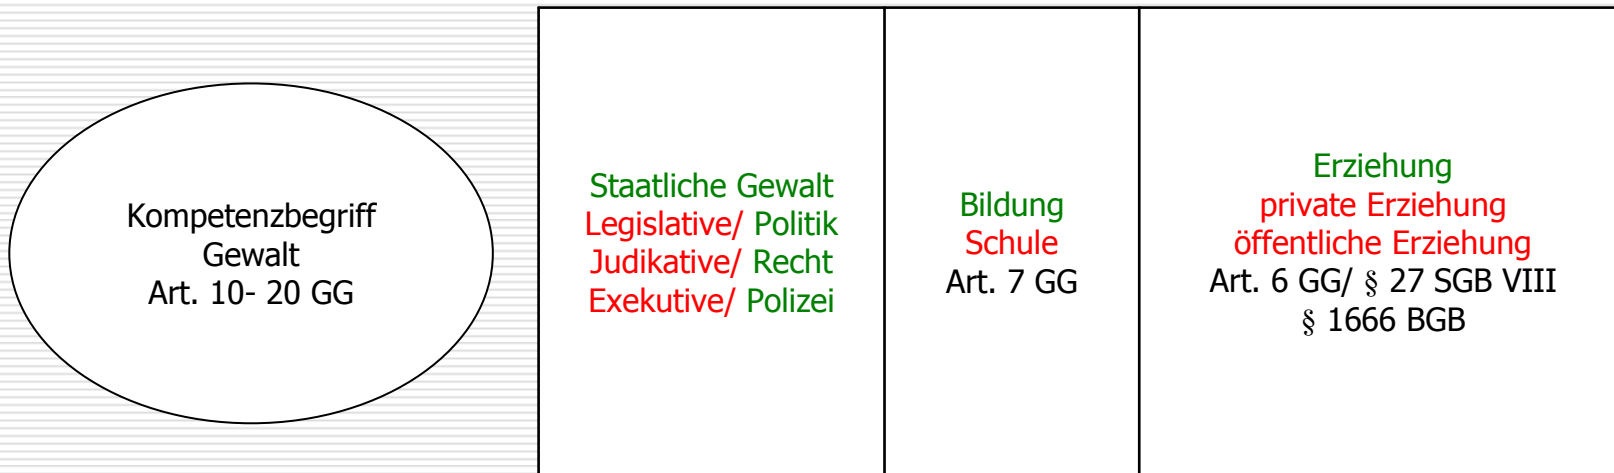 Kompetenzbegriff
Gewalt
Art. 10- 20 GG
Staatliche Gewalt
Legislative/ Politik
Judikative/ Recht
Exekutive/ Polizei
Bildung
Schule
Art. 7 GG
Erziehung
private Erziehung
öffentliche Erziehung
Art. 6 GG/ § 27 SGB VIII
§ 1666 BGB